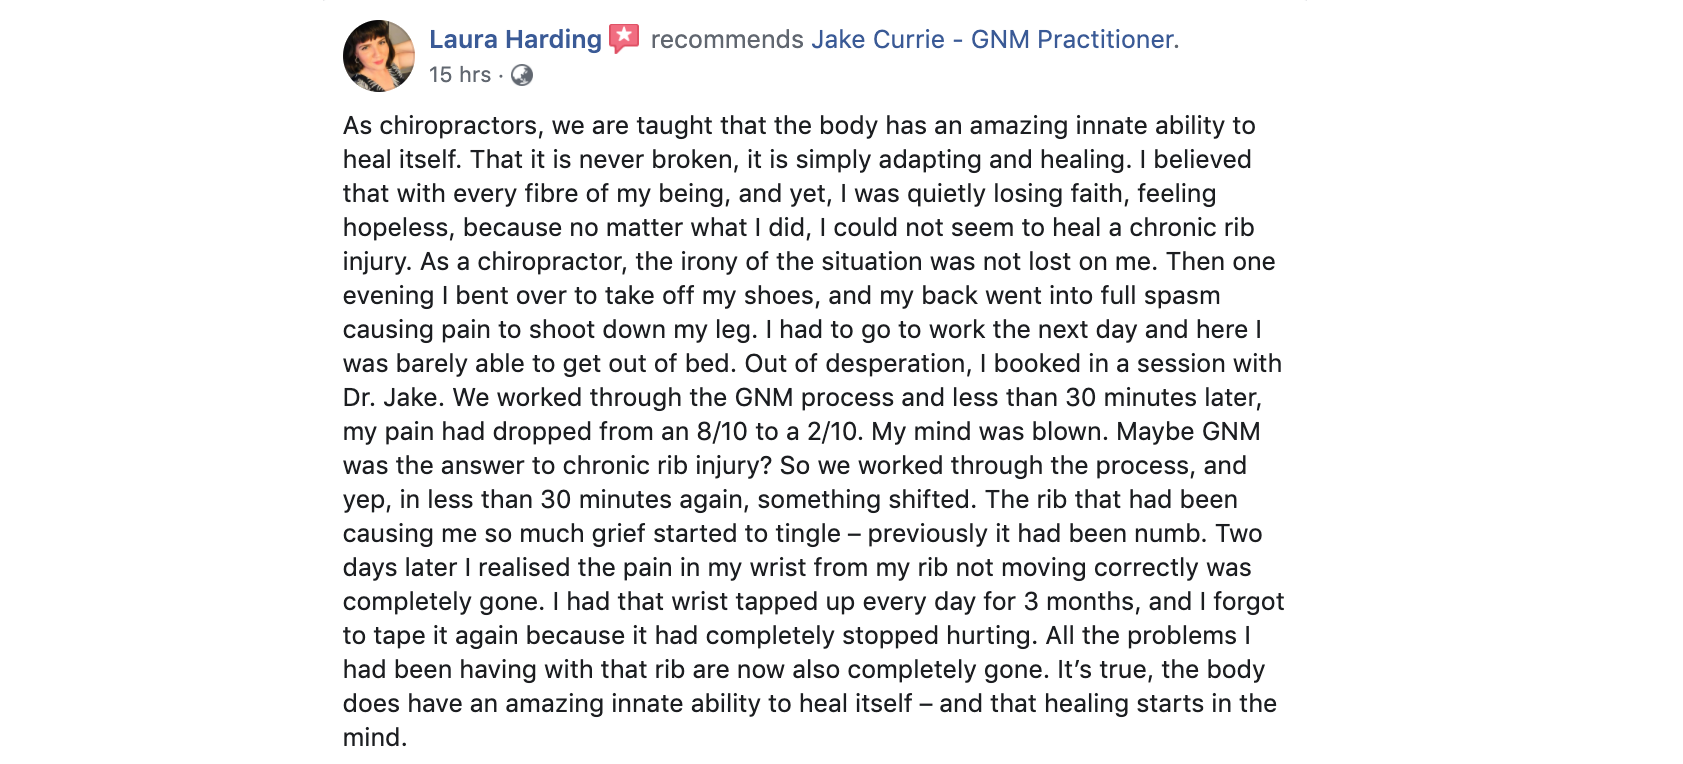 Laura Harding recommends Jake Currie - GNM Practitioner.
15 hrs ·
As chiropractors, we are taught that the body has an amazing innate ability to
heal itself. That it is never broken, it is simply adapting and healing. I believed
that with every fibre of my being, and yet, I was quietly losing faith, feeling
hopeless, because no matter what I did, I could not seem to heal a chronic rib
injury. As a chiropractor, the irony of the situation was not lost on me. Then one
evening I bent over to take off my shoes, and my back went into full spasm
causing pain to shoot down my leg. I had to go to work the next day and here I
was barely able to get out of bed. Out of desperation, I booked in a session with
Dr. Jake. We worked through the GNM process and less than 30 minutes later,
my pain had dropped from an 8/10 to a 2/10. My mind was blown. Maybe GNM
was the answer to chronic rib injury? So we worked through the process, and
yep, in less than 30 minutes again, something shifted. The rib that had been
causing me so much grief started to tingle – previously it had been numb. Two
days later I realised the pain in my wrist from my rib not moving correctly was
completely gone. I had that wrist tapped up every day for 3 months, and I forgot
to tape it again because it had completely stopped hurting. All the problems I
had been having with that rib are now also completely gone. It’s true, the body
does have an amazing innate ability to heal itself – and that healing starts in the
mind.